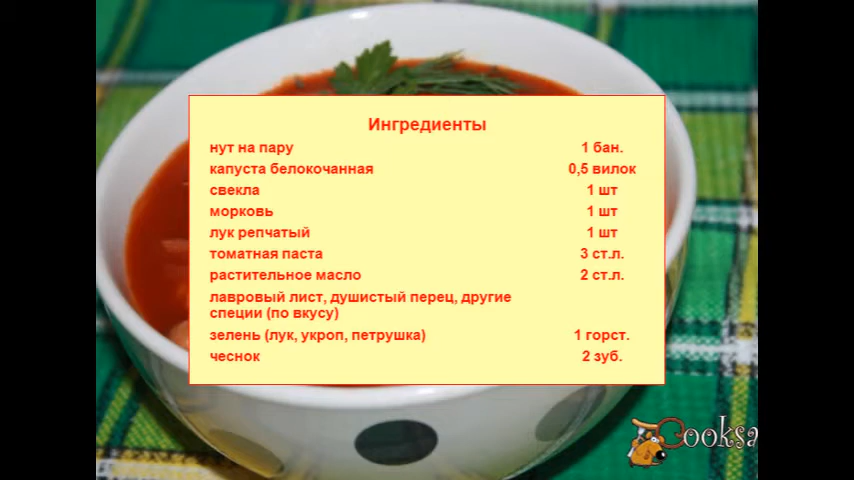 Ингредиенты
нут на пару 1 бан.
капуста белокочанная 0,5 вилок
свекла 1 шт
морковь 1 шт
лук репчатый 1 шт
томатная паста 3 ст.л.
растительное масло 2 ст.л.
лавровый лист, душистый перец, другие
специи (по вкусу)
зелень (лук, укроп, петрушка) 1 горст.
чеснок 2 зуб.
Cooksa